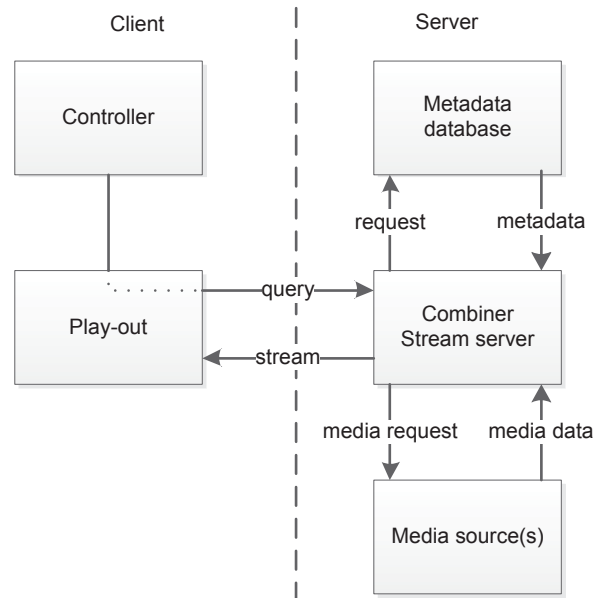 Client
Server
Controller
Metadata
database
request
metadata
query
Play-out
Combiner
Stream server
stream
media request
media data
Media source(s)